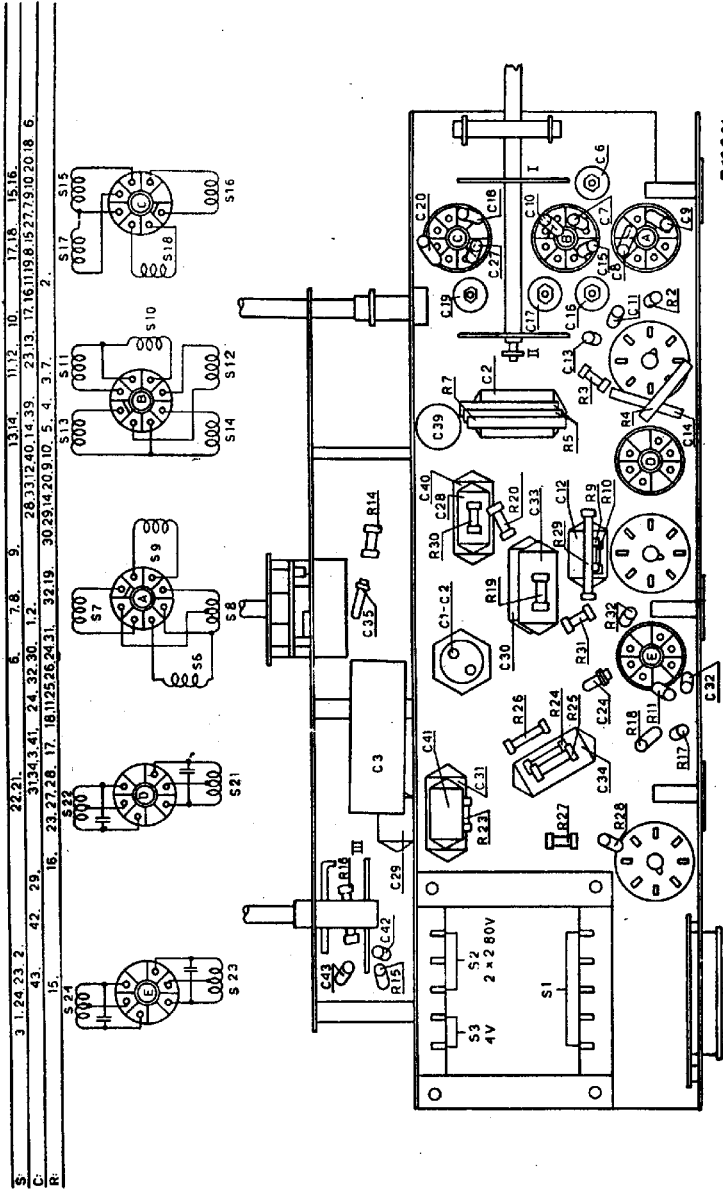 S: 3 1,24, 23, 2. 22,21. 6. 7,8. 9. 13,14. 11,12 10. 17,18. 15,16.
C: 43. 42. 29. 31,34,3,41. 24, 32,30. 1,2. 28,33,12,40,14,39. 23,13. 17,16,11,19,8,15,27,7,9,10,20,18 6.
R: 15. 16. 23, 27, 28. 17. 18,11,25,26,24,31. 32,19. 30,29,14,20,9,10. 5. 4. 3. 7. 2.
S24 S22 S7 S13 S11 S17 S15
E D A S9 B S10 C
S23 S21 S6 S8 S14 S12 S18 S16
C43 R16 III
R15 C42 C29 C3 C35 R14
S3 S2
4V 2x280V
S1
C41 C1-C2 C40 C28 C39 C19 C20
R23 C31 R30 R20 R7 C2 C C18
R26 C30 R19 C33 R5 C27
R27 R24 R25 II I
C34 R31 R29 C12 R9 R10 C17 C10
R28 C24 R32 R3 C13 C16 B C7 C6
R18 R11 E D R4 C11 C15
R17 C32 C14 R2 C8 A C9